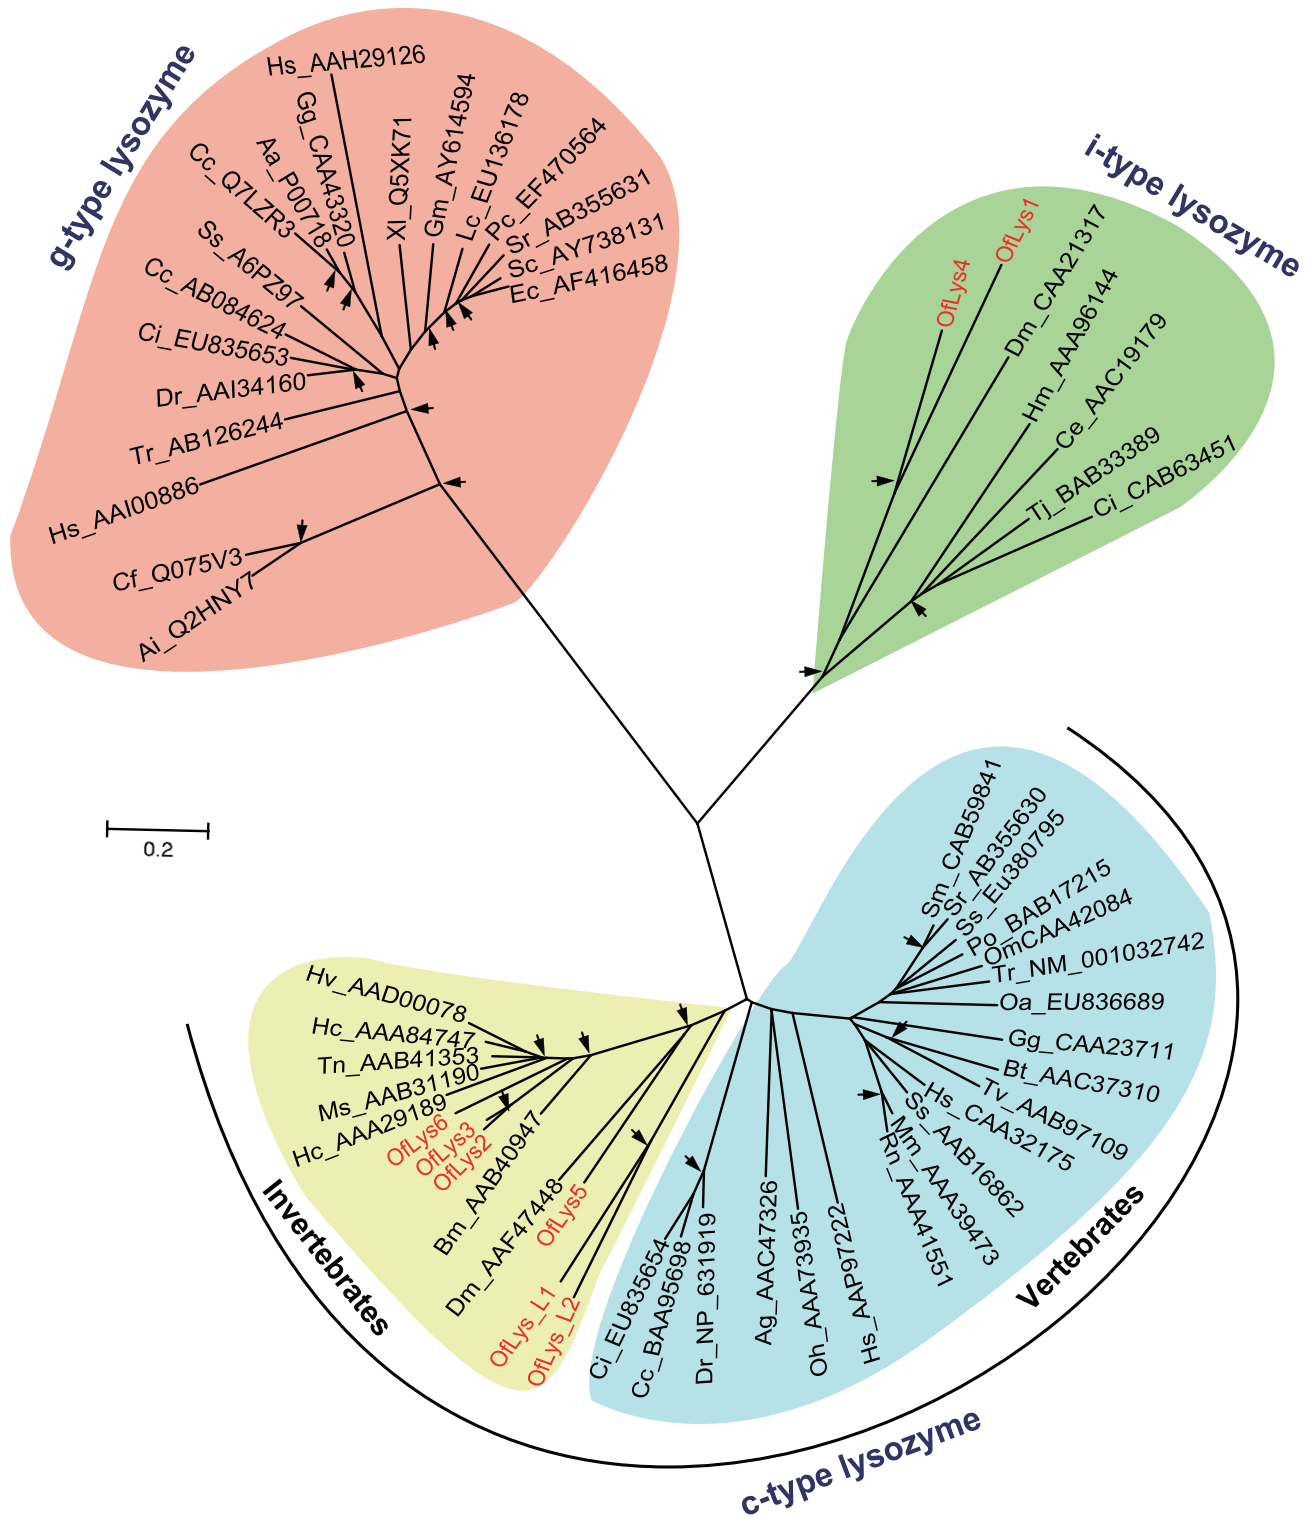 g-type lysozyme
Hs_AAH29126
Gg_CAA43320
Aa_P00718
Cc_Q7LZR3
Ss_A6PZ97
Cc_AB084624
Ci_EU835653
Dr_AAI34160
Tr_AB126244
Hs_AAI00886
Cf_Q075V3
Ai_Q2HNY7
Xl_Q5XK71
Gm_AY614594
Lc_EU136178
Pc_EF470564
Sr_AB355631
Sc_AY738131
Ec_AF416458
i-type lysozyme
OfLys4
OfLys1
Dm_CAA21317
Hm_AAA96144
Ce_AAC19179
Tj_BAB33389
Ci_CAB63451
0.2
Sm_CAB59841
Sr_AB355630
Ss_Eu380795
Po_BAB17215
OmCAA42084
Tr_NM_001032742
Oa_EU836689
Gg_CAA23711
Bt_AAC37310
Tv_AAB97109
Hs_CAA32175
Ss_AAB16862
Mm_AAA39473
Rn_AAA41551
Hs_AAP97222
Oh_AAA73935
Ag_AAC47326
Dr_NP_631919
Cc_BAA95698
Ci_EU835654
Vertebrates
Hv_AAD00078
Hc_AAA84747
Tn_AAB41353
Ms_AAB31190
Hc_AAA29189
OfLys6
OfLys3
OfLys2
Bm_AAB40947
Dm_AAF47448
OfLys5
OfLys_L1
OfLys_L2
Invertebrates
c-type lysozyme